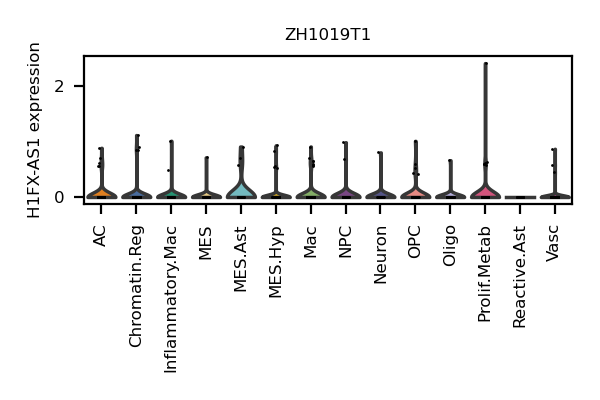 ZH1019T1
H1FX-AS1 expression
2
0
AC
Chromatin.Reg
Inflammatory.Mac
MES
MES.Ast
MES.Hyp
Mac
NPC
Neuron
OPC
Oligo
Prolif.Metab
Reactive.Ast
Vasc